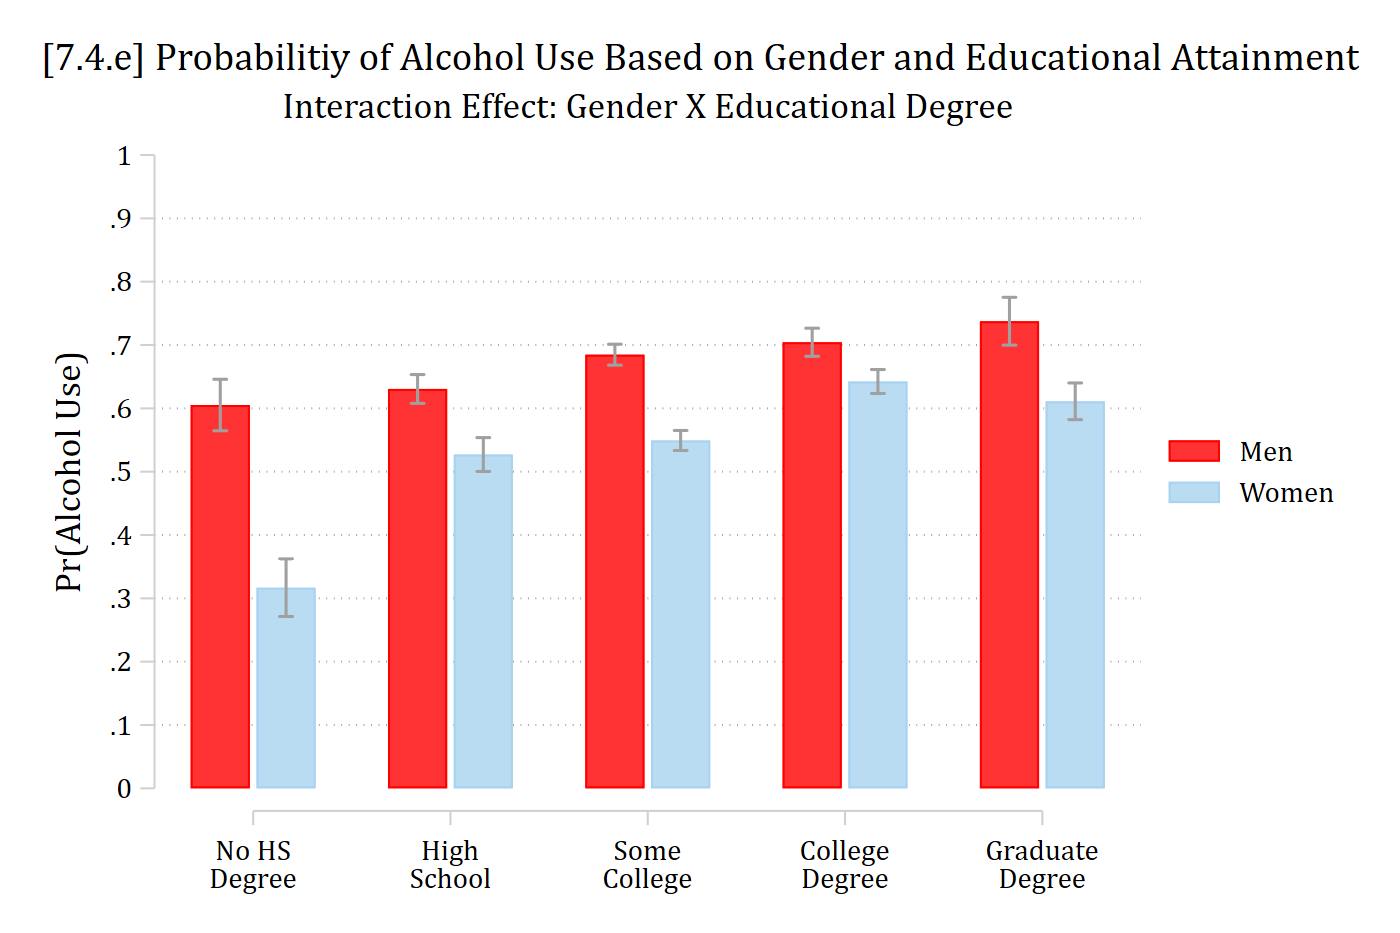 [7.4.e] Probabilitiy of Alcohol Use Based on Gender and Educational Attainment
Interaction Effect: Gender X Educational Degree
Pr(Alcohol Use)
1
.9
.8
.7
.6
.5
.4
.3
.2
.1
0
No HS
Degree
High
School
Some
College
College
Degree
Graduate
Degree
Men
Women